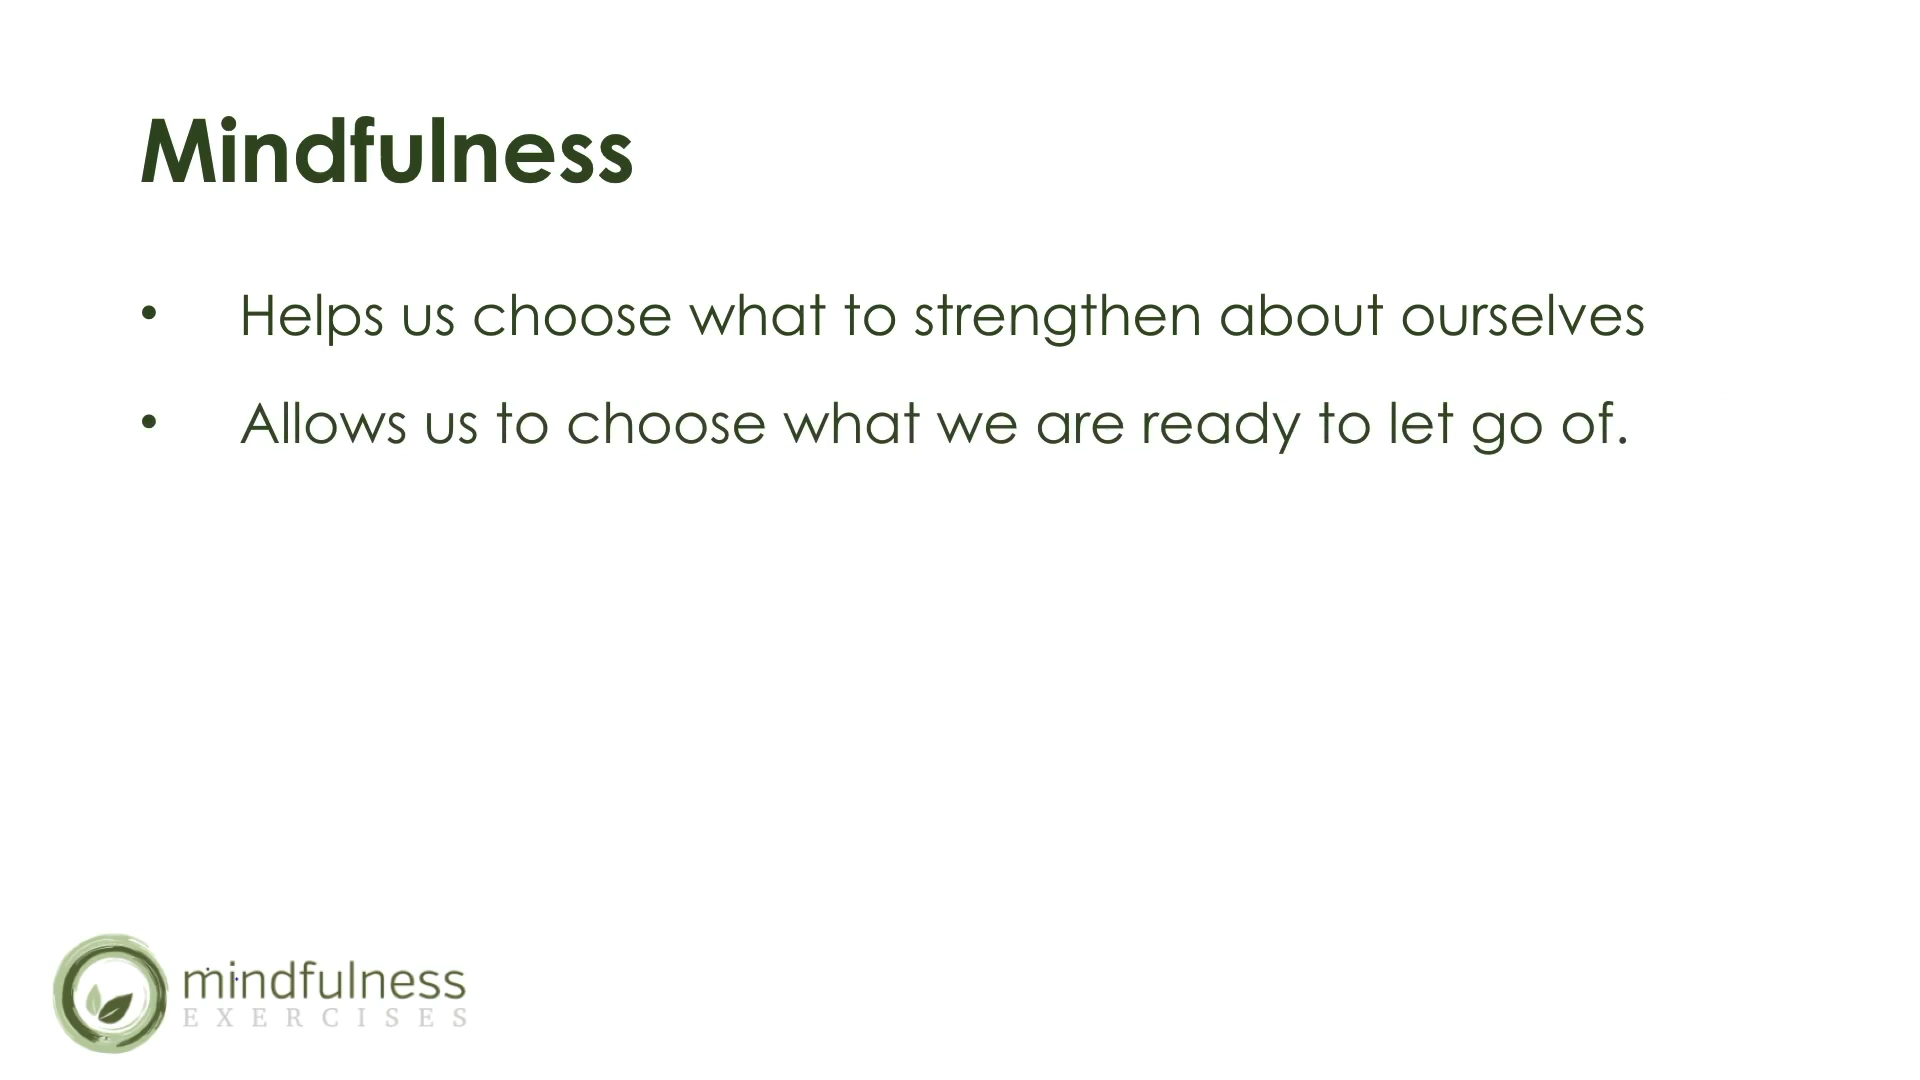 Mindfulness
• Helps us choose what to strengthen about ourselves
• Allows us to choose what we are ready to let go of.
mindfulness
EXERCISES